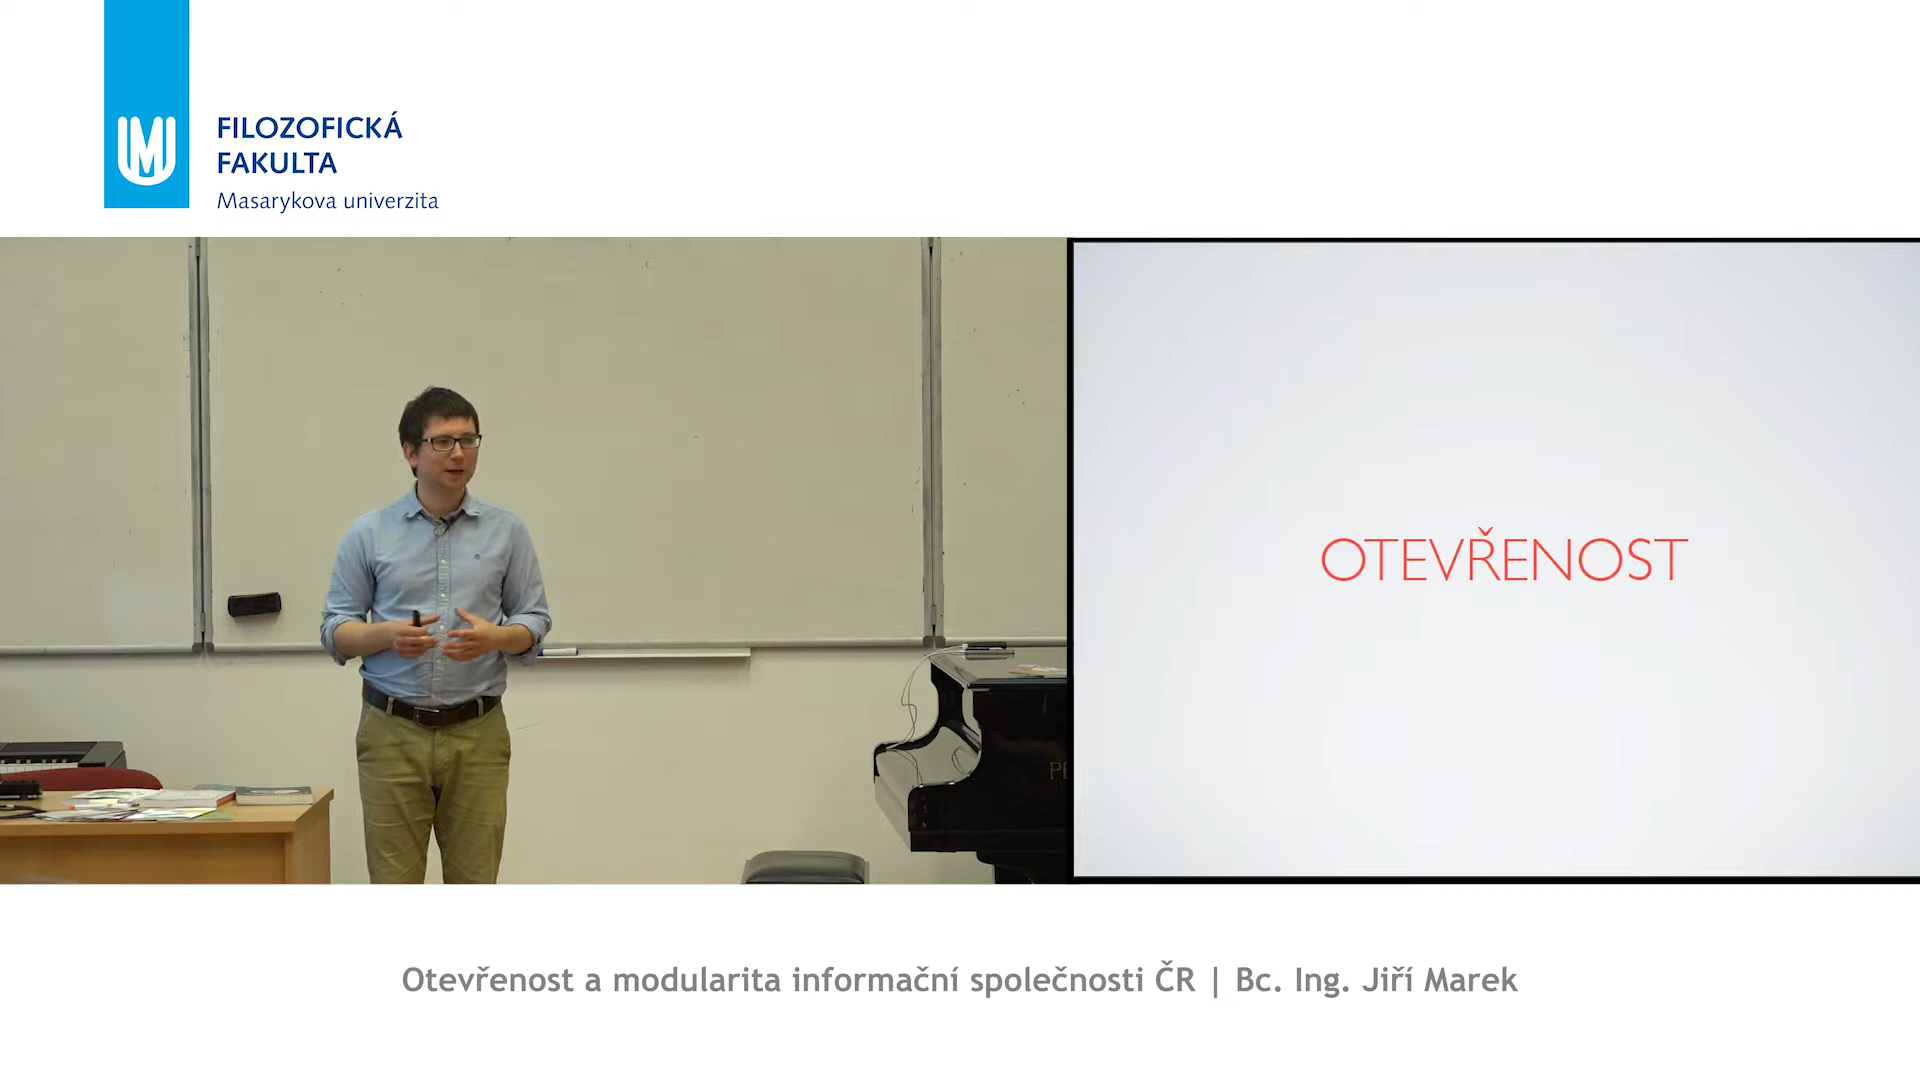 FILOZOFICKÁ
FAKULTA
Masarykova univerzita
OTEVŘENOST
Otevřenost a modularita informační společnosti ČR | Bc. Ing. Jiří Marek